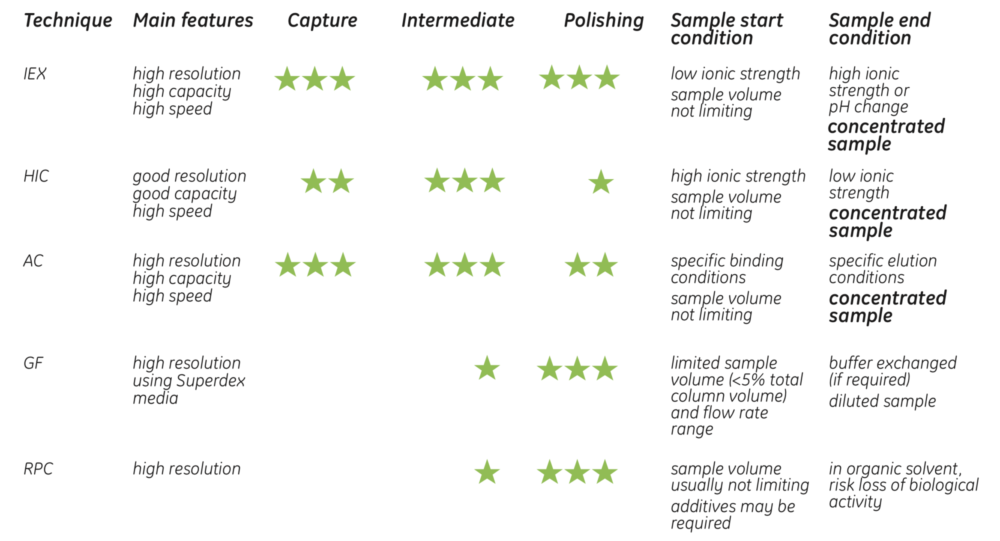 Technique Main features Capture Intermediate Polishing Sample start condition Sample end condition
IEX
high resolution
high capacity
high speed
★★★
★★★
★★★
low ionic strength
sample volume
not limiting
high ionic
strength or
pH change
concentrated
sample
HIC
good resolution
good capacity
high speed
★★
★★★
★
high ionic strength
sample volume
not limiting
low ionic
strength
concentrated
sample
AC
high resolution
high capacity
high speed
★★★
★★★
★★
specific binding
conditions
sample volume
not limiting
specific elution
conditions
concentrated
sample
GF
high resolution
using Superdex
media
★
★★★
limited sample
volume (<5% total
column volume)
and flow rate
range
buffer exchanged
(if required)
diluted sample
RPC
high resolution
★
★★★
sample volume
usually not limiting
additives may be
required
in organic solvent,
risk loss of biological
activity